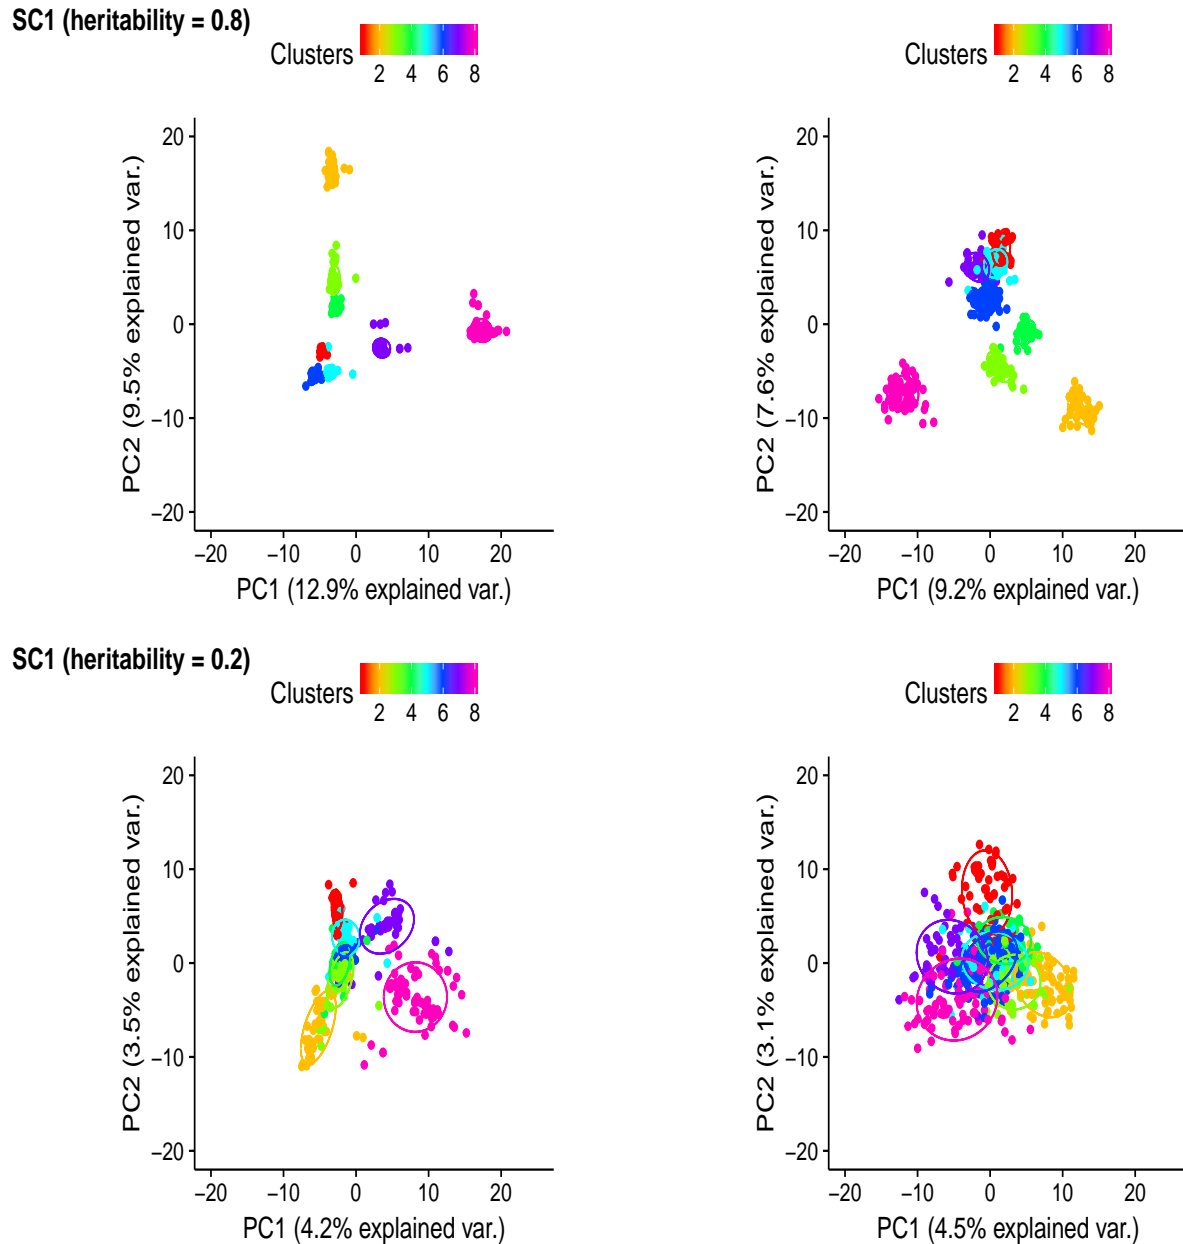 SC1 (heritability = 0.8)
Clusters
2 4 6 8
Clusters
2 4 6 8
PC2 (9.5% explained var.)
20
10
0
−10
−20
−20 −10 0 10 20
PC1 (12.9% explained var.)
PC2 (7.6% explained var.)
20
10
0
−10
−20
−20 −10 0 10 20
PC1 (9.2% explained var.)
SC1 (heritability = 0.2)
Clusters
2 4 6 8
Clusters
2 4 6 8
PC2 (3.5% explained var.)
20
10
0
−10
−20
−20 −10 0 10 20
PC1 (4.2% explained var.)
PC2 (3.1% explained var.)
20
10
0
−10
−20
−20 −10 0 10 20
PC1 (4.5% explained var.)